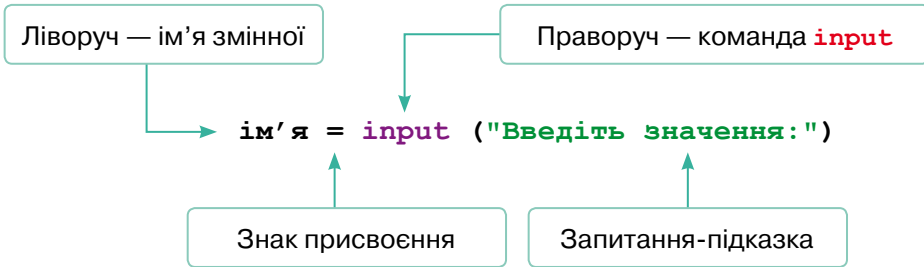 Ліворуч — ім’я змінної
Праворуч — команда input
ім’я = input ("Введіть значення:")
Знак присвоєння
Запитання-підказка